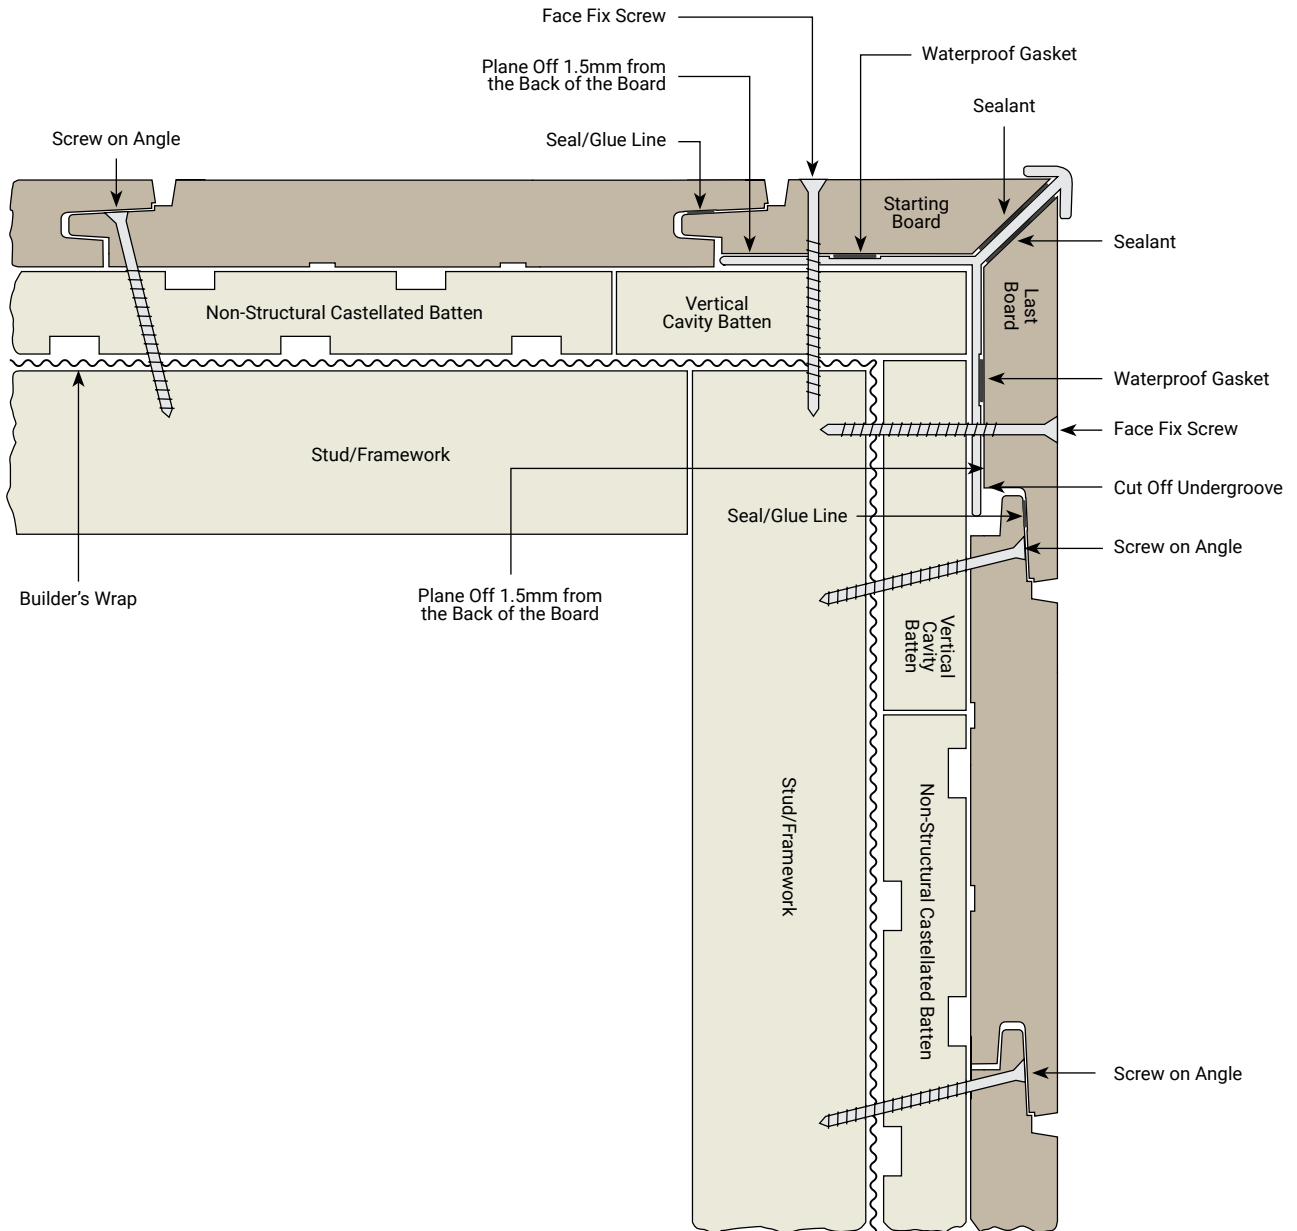 Face Fix Screw
Waterproof Gasket
Plane Off 1.5mm from
the Back of the Board
Sealant
Screw on Angle
Seal/Glue Line
Starting
Board
Sealant
Last
Board
Non-Structural Castellated Batten
Vertical
Cavity Batten
Waterproof Gasket
Face Fix Screw
Stud/Framework
Cut Off Undergroove
Seal/Glue Line
Screw on Angle
Builder’s Wrap
Plane Off 1.5mm from
the Back of the Board
Vertical
Cavity
Batten
Stud/Framework
Non-Structural Castellated Batten
Screw on Angle